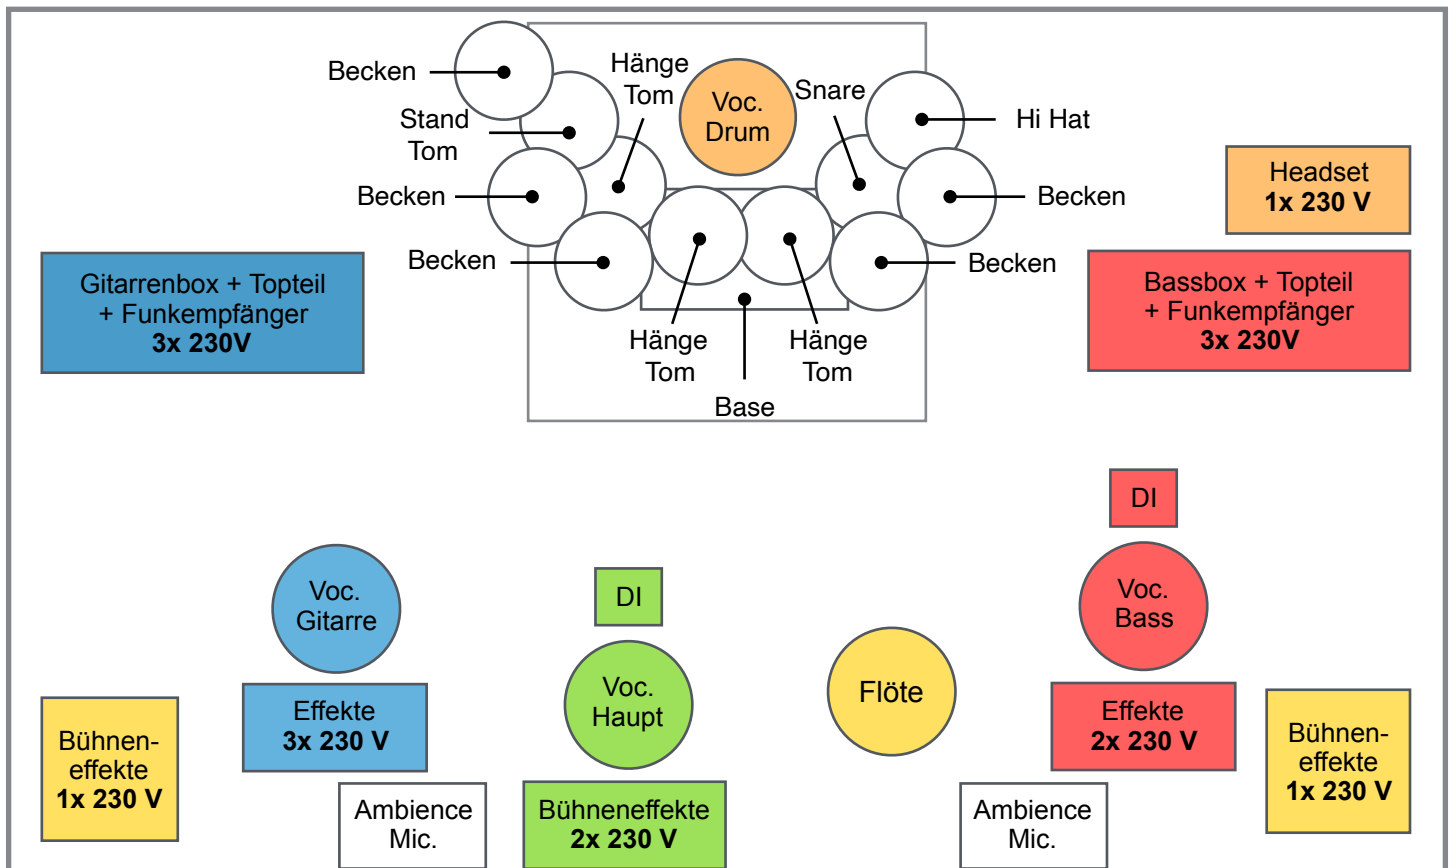 Becken
Hänge
Tom
Voc.
Drum
Snare
Stand
Tom
Hi Hat
Becken
Becken
Headset
1x 230 V
Becken
Becken
Gitarrenbox + Topteil
+ Funkempfänger
3x 230V
Bassbox + Topteil
+ Funkempfänger
3x 230V
Hänge
Tom
Hänge
Tom
Base
DI
Voc.
Gitarre
DI
Voc.
Bass
Voc.
Haupt
Flöte
Effekte
3x 230 V
Effekte
2x 230 V
Bühnen-
effekte
1x 230 V
Bühnen-
effekte
1x 230 V
Ambience
Mic.
Bühneneffekte
2x 230 V
Ambience
Mic.